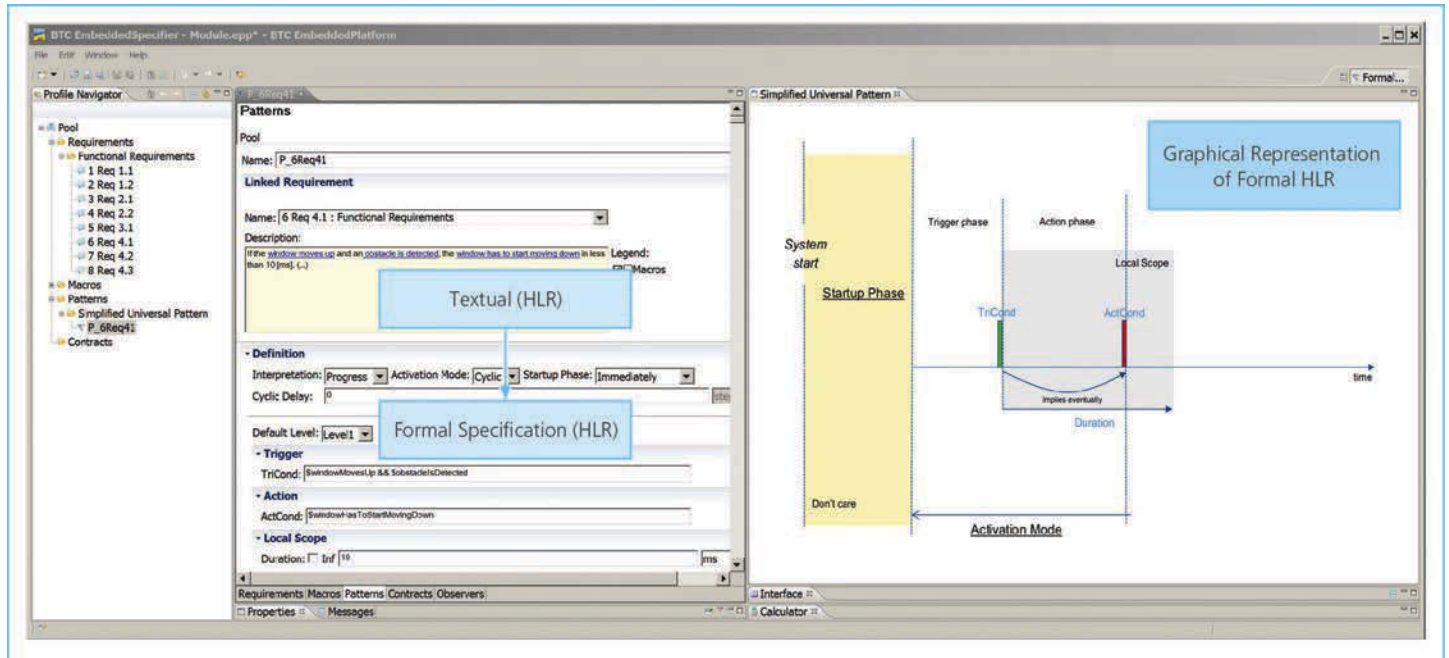 BTC EmbeddedSpecifier - Module.epp* - BTC EmbeddedPlatform
File Edit Window Help
Formal...
Profile Navigator
P_6Req41
Simplified Universal Pattern
Pool
Requirements
Functional Requirements
1 Req 1.1
2 Req 1.2
3 Req 2.1
4 Req 2.2
5 Req 3.1
6 Req 4.1
7 Req 4.2
8 Req 4.3
Macros
Patterns
Simplified Universal Pattern
P_6Req41
Contracts
Patterns
Pool
Name: P_6Req41
Linked Requirement
Name: 6 Req 4.1 : Functional Requirements
Description:
If the window moves up and an obstacle is detected, the window has to start moving down in less
than 10 [ms]. (...)
Legend:
Macros
Textual (HLR)
Definition
Interpretation: Progress Activation Mode: Cyclic Startup Phase: Immediately
Cyclic Delay: 0
Default Level: Level1
Formal Specification (HLR)
Trigger
TriCond: $windowMovesUp && $obstacleIsDetected
Action
ActCond: $windowHasToStartMovingDown
Local Scope
Duration: Inf 10 ms
Requirements Macros Patterns Contracts Observers
Properties Messages
Graphical Representation
of Formal HLR
Trigger phase
Action phase
System
start
Local Scope
Startup Phase
TriCond
ActCond
time
Implies eventually
Duration
Don't care
Activation Mode
Interface
Calculator